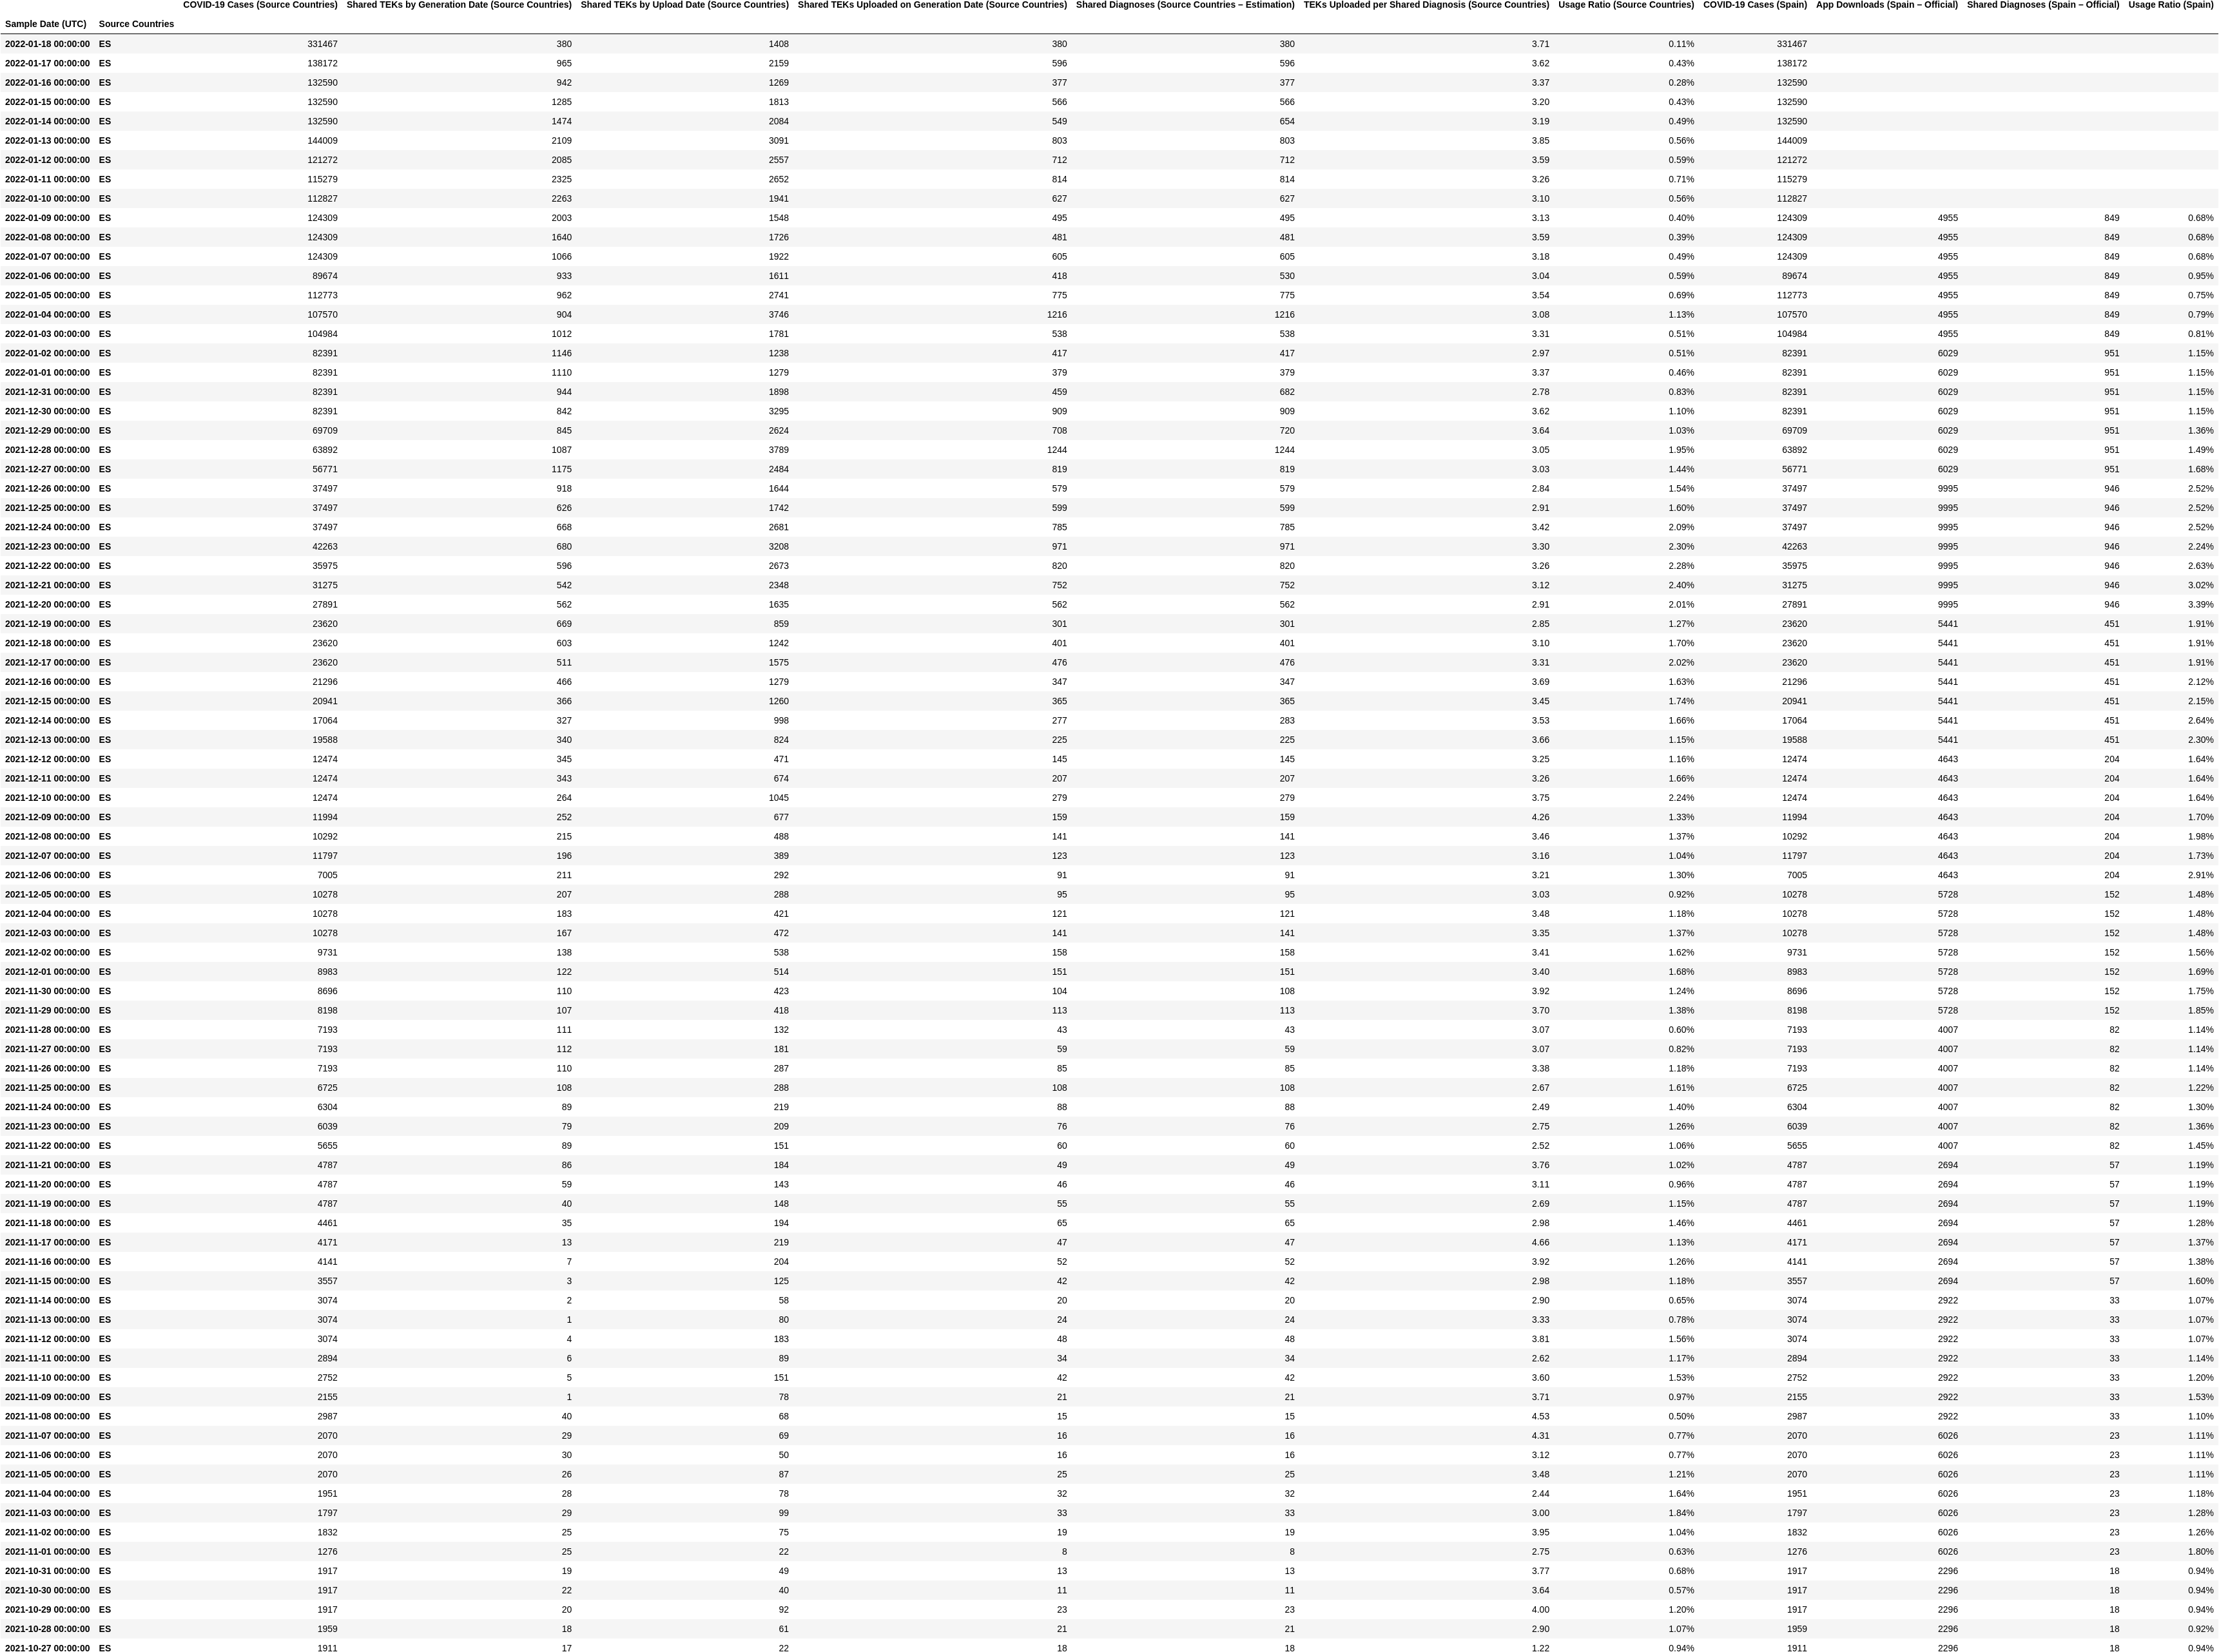 COVID-19 Cases (Source Countries) Shared TEKs by Generation Date (Source Countries) Shared TEKs by Upload Date (Source Countries) Shared TEKs Uploaded on Generation Date (Source Countries) Shared Diagnoses (Source Countries – Estimation) TEKs Uploaded per Shared Diagnosis (Source Countries) Usage Ratio (Source Countries) COVID-19 Cases (Spain) App Downloads (Spain – Official) Shared Diagnoses (Spain – Official) Usage Ratio (Spain)
Sample Date (UTC) Source Countries
2022-01-18 00:00:00 ES 331467 380 1408 380 380 3.71 0.11% 331467
2022-01-17 00:00:00 ES 138172 965 2159 596 596 3.62 0.43% 138172
2022-01-16 00:00:00 ES 132590 942 1269 377 377 3.37 0.28% 132590
2022-01-15 00:00:00 ES 132590 1285 1813 566 566 3.20 0.43% 132590
2022-01-14 00:00:00 ES 132590 1474 2084 549 654 3.19 0.49% 132590
2022-01-13 00:00:00 ES 144009 2109 3091 803 803 3.85 0.56% 144009
2022-01-12 00:00:00 ES 121272 2085 2557 712 712 3.59 0.59% 121272
2022-01-11 00:00:00 ES 115279 2325 2652 814 814 3.26 0.71% 115279
2022-01-10 00:00:00 ES 112827 2263 1941 627 627 3.10 0.56% 112827
2022-01-09 00:00:00 ES 124309 2003 1548 495 495 3.13 0.40% 124309 4955 849 0.68%
2022-01-08 00:00:00 ES 124309 1640 1726 481 481 3.59 0.39% 124309 4955 849 0.68%
2022-01-07 00:00:00 ES 124309 1066 1922 605 605 3.18 0.49% 124309 4955 849 0.68%
2022-01-06 00:00:00 ES 89674 933 1611 418 530 3.04 0.59% 89674 4955 849 0.95%
2022-01-05 00:00:00 ES 112773 962 2741 775 775 3.54 0.69% 112773 4955 849 0.75%
2022-01-04 00:00:00 ES 107570 904 3746 1216 1216 3.08 1.13% 107570 4955 849 0.79%
2022-01-03 00:00:00 ES 104984 1012 1781 538 538 3.31 0.51% 104984 4955 849 0.81%
2022-01-02 00:00:00 ES 82391 1146 1238 417 417 2.97 0.51% 82391 6029 951 1.15%
2022-01-01 00:00:00 ES 82391 1110 1279 379 379 3.37 0.46% 82391 6029 951 1.15%
2021-12-31 00:00:00 ES 82391 944 1898 459 682 2.78 0.83% 82391 6029 951 1.15%
2021-12-30 00:00:00 ES 82391 842 3295 909 909 3.62 1.10% 82391 6029 951 1.15%
2021-12-29 00:00:00 ES 69709 845 2624 708 720 3.64 1.03% 69709 6029 951 1.36%
2021-12-28 00:00:00 ES 63892 1087 3789 1244 1244 3.05 1.95% 63892 6029 951 1.49%
2021-12-27 00:00:00 ES 56771 1175 2484 819 819 3.03 1.44% 56771 6029 951 1.68%
2021-12-26 00:00:00 ES 37497 918 1644 579 579 2.84 1.54% 37497 9995 946 2.52%
2021-12-25 00:00:00 ES 37497 626 1742 599 599 2.91 1.60% 37497 9995 946 2.52%
2021-12-24 00:00:00 ES 37497 668 2681 785 785 3.42 2.09% 37497 9995 946 2.52%
2021-12-23 00:00:00 ES 42263 680 3208 971 971 3.30 2.30% 42263 9995 946 2.24%
2021-12-22 00:00:00 ES 35975 596 2673 820 820 3.26 2.28% 35975 9995 946 2.63%
2021-12-21 00:00:00 ES 31275 542 2348 752 752 3.12 2.40% 31275 9995 946 3.02%
2021-12-20 00:00:00 ES 27891 562 1635 562 562 2.91 2.01% 27891 9995 946 3.39%
2021-12-19 00:00:00 ES 23620 669 859 301 301 2.85 1.27% 23620 5441 451 1.91%
2021-12-18 00:00:00 ES 23620 603 1242 401 401 3.10 1.70% 23620 5441 451 1.91%
2021-12-17 00:00:00 ES 23620 511 1575 476 476 3.31 2.02% 23620 5441 451 1.91%
2021-12-16 00:00:00 ES 21296 466 1279 347 347 3.69 1.63% 21296 5441 451 2.12%
2021-12-15 00:00:00 ES 20941 366 1260 365 365 3.45 1.74% 20941 5441 451 2.15%
2021-12-14 00:00:00 ES 17064 327 998 277 283 3.53 1.66% 17064 5441 451 2.64%
2021-12-13 00:00:00 ES 19588 340 824 225 225 3.66 1.15% 19588 5441 451 2.30%
2021-12-12 00:00:00 ES 12474 345 471 145 145 3.25 1.16% 12474 4643 204 1.64%
2021-12-11 00:00:00 ES 12474 343 674 207 207 3.26 1.66% 12474 4643 204 1.64%
2021-12-10 00:00:00 ES 12474 264 1045 279 279 3.75 2.24% 12474 4643 204 1.64%
2021-12-09 00:00:00 ES 11994 252 677 159 159 4.26 1.33% 11994 4643 204 1.70%
2021-12-08 00:00:00 ES 10292 215 488 141 141 3.46 1.37% 10292 4643 204 1.98%
2021-12-07 00:00:00 ES 11797 196 389 123 123 3.16 1.04% 11797 4643 204 1.73%
2021-12-06 00:00:00 ES 7005 211 292 91 91 3.21 1.30% 7005 4643 204 2.91%
2021-12-05 00:00:00 ES 10278 207 288 95 95 3.03 0.92% 10278 5728 152 1.48%
2021-12-04 00:00:00 ES 10278 183 421 121 121 3.48 1.18% 10278 5728 152 1.48%
2021-12-03 00:00:00 ES 10278 167 472 141 141 3.35 1.37% 10278 5728 152 1.48%
2021-12-02 00:00:00 ES 9731 138 538 158 158 3.41 1.62% 9731 5728 152 1.56%
2021-12-01 00:00:00 ES 8983 122 514 151 151 3.40 1.68% 8983 5728 152 1.69%
2021-11-30 00:00:00 ES 8696 110 423 104 108 3.92 1.24% 8696 5728 152 1.75%
2021-11-29 00:00:00 ES 8198 107 418 113 113 3.70 1.38% 8198 5728 152 1.85%
2021-11-28 00:00:00 ES 7193 111 132 43 43 3.07 0.60% 7193 4007 82 1.14%
2021-11-27 00:00:00 ES 7193 112 181 59 59 3.07 0.82% 7193 4007 82 1.14%
2021-11-26 00:00:00 ES 7193 110 287 85 85 3.38 1.18% 7193 4007 82 1.14%
2021-11-25 00:00:00 ES 6725 108 288 108 108 2.67 1.61% 6725 4007 82 1.22%
2021-11-24 00:00:00 ES 6304 89 219 88 88 2.49 1.40% 6304 4007 82 1.30%
2021-11-23 00:00:00 ES 6039 79 209 76 76 2.75 1.26% 6039 4007 82 1.36%
2021-11-22 00:00:00 ES 5655 89 151 60 60 2.52 1.06% 5655 4007 82 1.45%
2021-11-21 00:00:00 ES 4787 86 184 49 49 3.76 1.02% 4787 2694 57 1.19%
2021-11-20 00:00:00 ES 4787 59 143 46 46 3.11 0.96% 4787 2694 57 1.19%
2021-11-19 00:00:00 ES 4787 40 148 55 55 2.69 1.15% 4787 2694 57 1.19%
2021-11-18 00:00:00 ES 4461 35 194 65 65 2.98 1.46% 4461 2694 57 1.28%
2021-11-17 00:00:00 ES 4171 13 219 47 47 4.66 1.13% 4171 2694 57 1.37%
2021-11-16 00:00:00 ES 4141 7 204 52 52 3.92 1.26% 4141 2694 57 1.38%
2021-11-15 00:00:00 ES 3557 3 125 42 42 2.98 1.18% 3557 2694 57 1.60%
2021-11-14 00:00:00 ES 3074 2 58 20 20 2.90 0.65% 3074 2922 33 1.07%
2021-11-13 00:00:00 ES 3074 1 80 24 24 3.33 0.78% 3074 2922 33 1.07%
2021-11-12 00:00:00 ES 3074 4 183 48 48 3.81 1.56% 3074 2922 33 1.07%
2021-11-11 00:00:00 ES 2894 6 89 34 34 2.62 1.17% 2894 2922 33 1.14%
2021-11-10 00:00:00 ES 2752 5 151 42 42 3.60 1.53% 2752 2922 33 1.20%
2021-11-09 00:00:00 ES 2155 1 78 21 21 3.71 0.97% 2155 2922 33 1.53%
2021-11-08 00:00:00 ES 2987 40 68 15 15 4.53 0.50% 2987 2922 33 1.10%
2021-11-07 00:00:00 ES 2070 29 69 16 16 4.31 0.77% 2070 6026 23 1.11%
2021-11-06 00:00:00 ES 2070 30 50 16 16 3.12 0.77% 2070 6026 23 1.11%
2021-11-05 00:00:00 ES 2070 26 87 25 25 3.48 1.21% 2070 6026 23 1.11%
2021-11-04 00:00:00 ES 1951 28 78 32 32 2.44 1.64% 1951 6026 23 1.18%
2021-11-03 00:00:00 ES 1797 29 99 33 33 3.00 1.84% 1797 6026 23 1.28%
2021-11-02 00:00:00 ES 1832 25 75 19 19 3.95 1.04% 1832 6026 23 1.26%
2021-11-01 00:00:00 ES 1276 25 22 8 8 2.75 0.63% 1276 6026 23 1.80%
2021-10-31 00:00:00 ES 1917 19 49 13 13 3.77 0.68% 1917 2296 18 0.94%
2021-10-30 00:00:00 ES 1917 22 40 11 11 3.64 0.57% 1917 2296 18 0.94%
2021-10-29 00:00:00 ES 1917 20 92 23 23 4.00 1.20% 1917 2296 18 0.94%
2021-10-28 00:00:00 ES 1959 18 61 21 21 2.90 1.07% 1959 2296 18 0.92%
2021-10-27 00:00:00 ES 1911 17 22 18 18 1.22 0.94% 1911 2296 18 0.94%